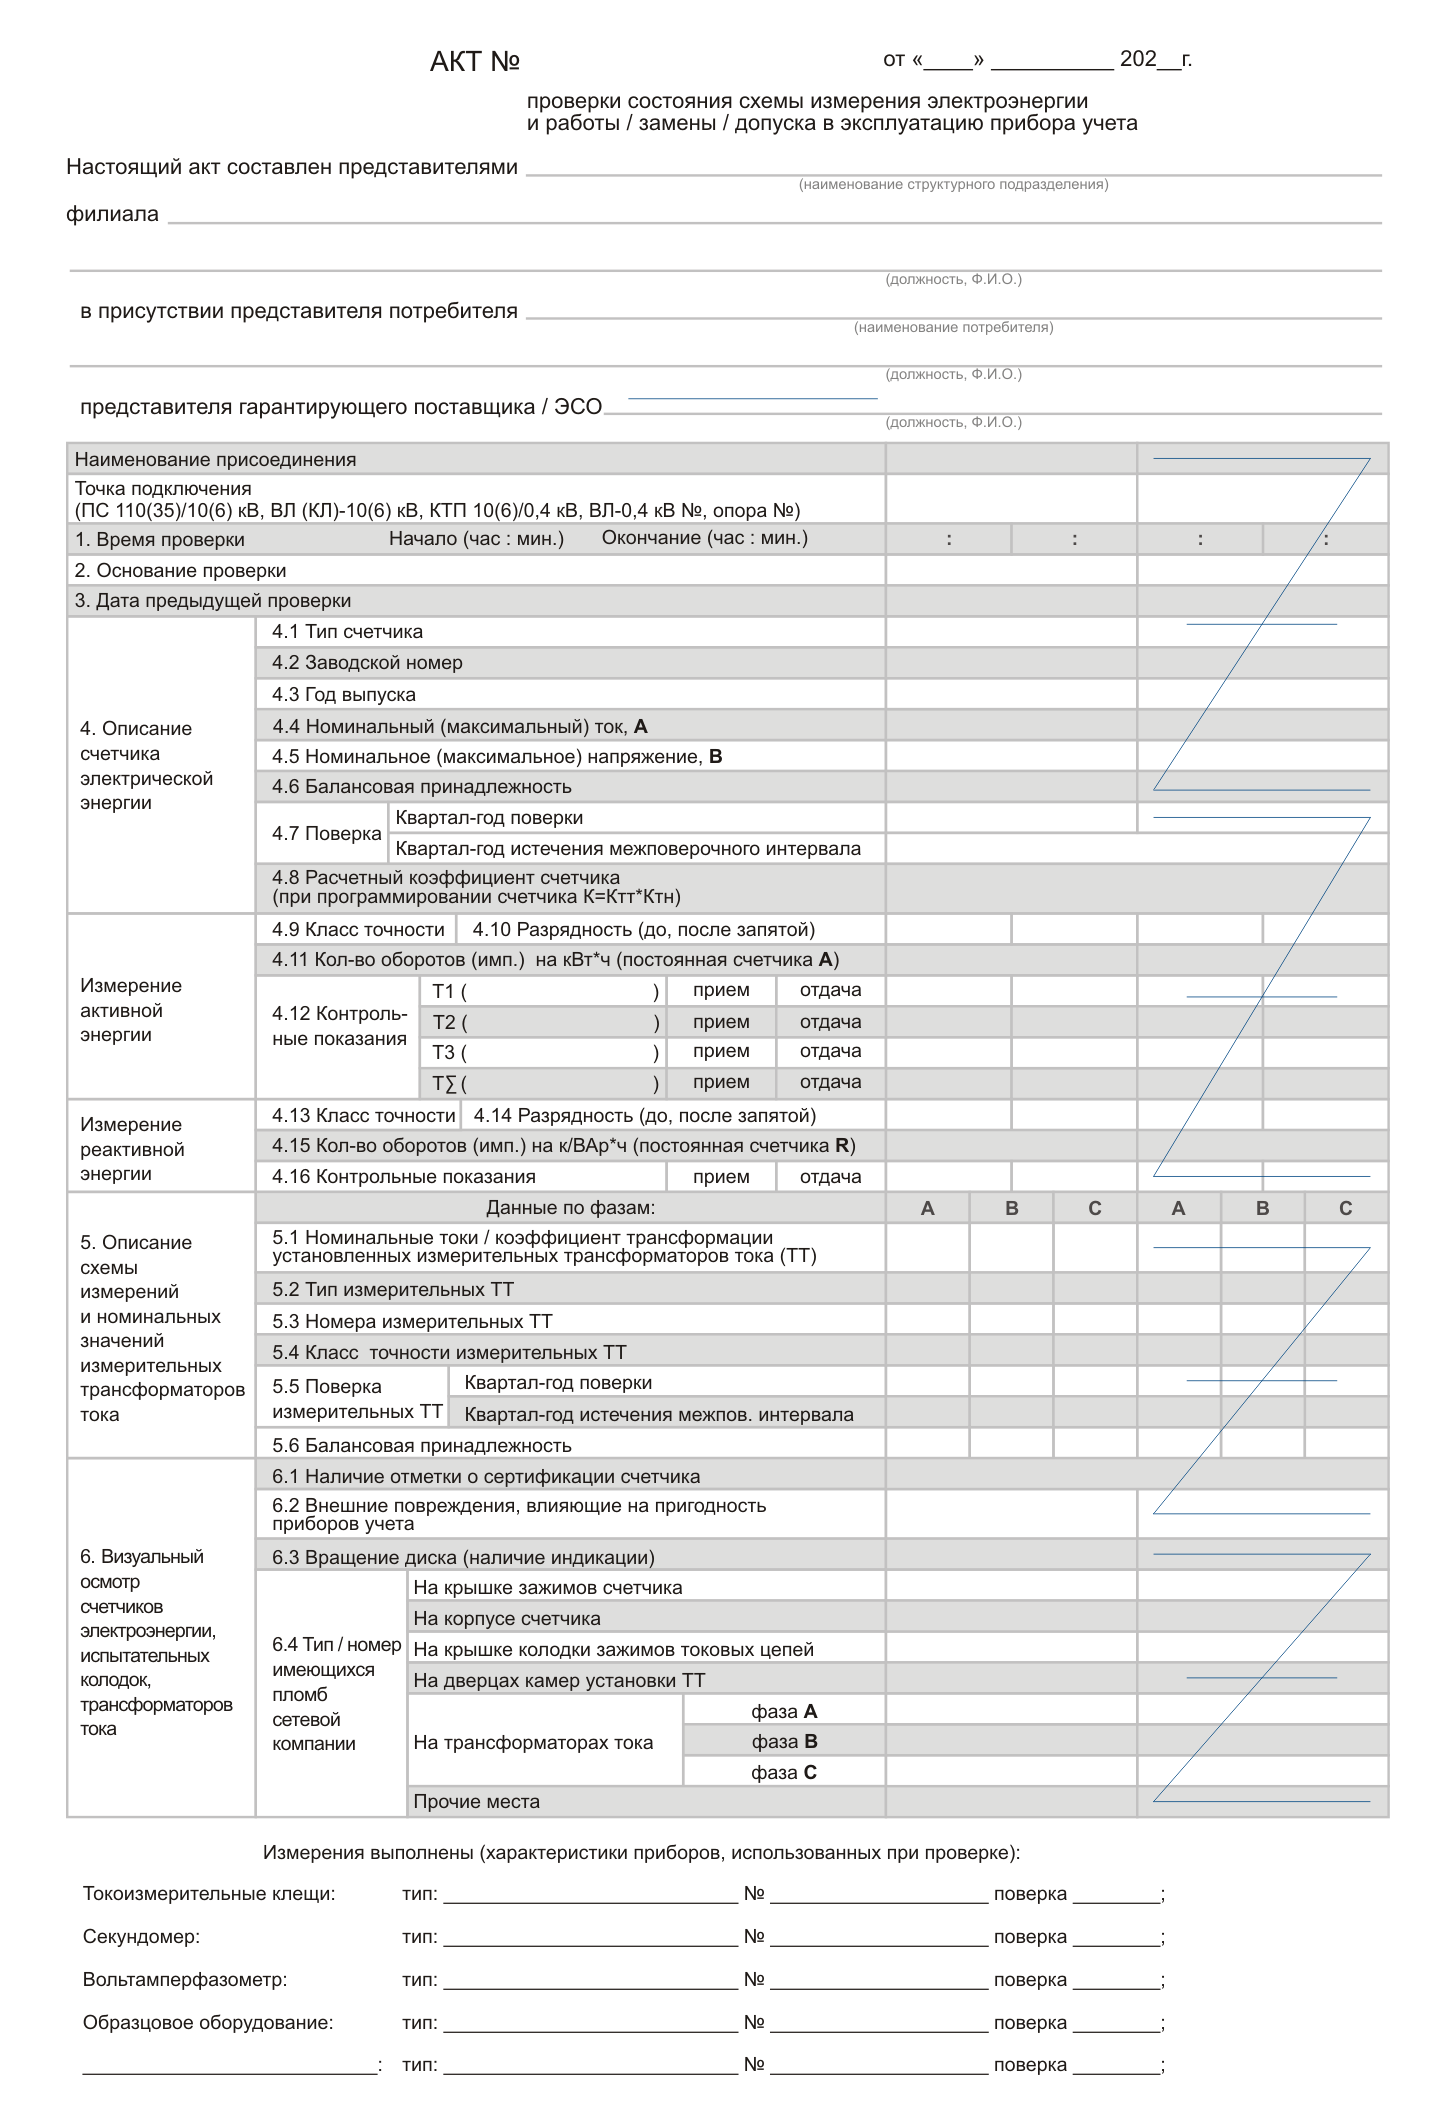 АКТ №
от «____» __________ 202__г.
проверки состояния схемы измерения электроэнергии
и работы / замены / допуска в эксплуатацию прибора учета
Настоящий акт составлен представителями
(наименование структурного подразделения)
филиала
(должность, Ф.И.О.)
в присутствии представителя потребителя
(наименование потребителя)
(должность, Ф.И.О.)
представителя гарантирующего поставщика / ЭСО
(должность, Ф.И.О.)
Наименование присоединения
Точка подключения
(ПС 110(35)/10(6) кВ, ВЛ (КЛ)-10(6) кВ, КТП 10(6)/0,4 кВ, ВЛ-0,4 кВ №, опора №)
1. Время проверки Начало (час : мин.) Окончание (час : мин.) : : : :
2. Основание проверки
3. Дата предыдущей проверки
4. Описание
счетчика
электрической
энергии
4.1 Тип счетчика
4.2 Заводской номер
4.3 Год выпуска
4.4 Номинальный (максимальный) ток, А
4.5 Номинальное (максимальное) напряжение, В
4.6 Балансовая принадлежность
4.7 Поверка
Квартал-год поверки
Квартал-год истечения межповерочного интервала
4.8 Расчетный коэффициент счетчика
(при программировании счетчика К=Ктт*Ктн)
Измерение
активной
энергии
4.9 Класс точности 4.10 Разрядность (до, после запятой)
4.11 Кол-во оборотов (имп.) на кВт*ч (постоянная счетчика А)
4.12 Контроль-
ные показания
Т1 ( ) прием отдача
Т2 ( ) прием отдача
Т3 ( ) прием отдача
Т∑ ( ) прием отдача
Измерение
реактивной
энергии
4.13 Класс точности 4.14 Разрядность (до, после запятой)
4.15 Кол-во оборотов (имп.) на к/ВАр*ч (постоянная счетчика R)
4.16 Контрольные показания прием отдача
5. Описание
схемы
измерений
и номинальных
значений
измерительных
трансформаторов
тока
Данные по фазам: А В С А В С
5.1 Номинальные токи / коэффициент трансформации
установленных измерительных трансформаторов тока (ТТ)
5.2 Тип измерительных ТТ
5.3 Номера измерительных ТТ
5.4 Класс точности измерительных ТТ
5.5 Поверка
измерительных ТТ
Квартал-год поверки
Квартал-год истечения межпов. интервала
5.6 Балансовая принадлежность
6. Визуальный
осмотр
счетчиков
электроэнергии,
испытательных
колодок,
трансформаторов
тока
6.1 Наличие отметки о сертификации счетчика
6.2 Внешние повреждения, влияющие на пригодность
приборов учета
6.3 Вращение диска (наличие индикации)
6.4 Тип / номер
имеющихся
пломб
сетевой
компании
На крышке зажимов счетчика
На корпусе счетчика
На крышке колодки зажимов токовых цепей
На дверцах камер установки ТТ
На трансформаторах тока
фаза А
фаза В
фаза С
Прочие места
Измерения выполнены (характеристики приборов, использованных при проверке):
Токоизмерительные клещи: тип: ____________ № ____________ поверка ________;
Секундомер: тип: ____________ № ____________ поверка ________;
Вольтамперфазометр: тип: ____________ № ____________ поверка ________;
Образцовое оборудование: тип: ____________ № ____________ поверка ________;
____________: тип: ____________ № ____________ поверка ________;